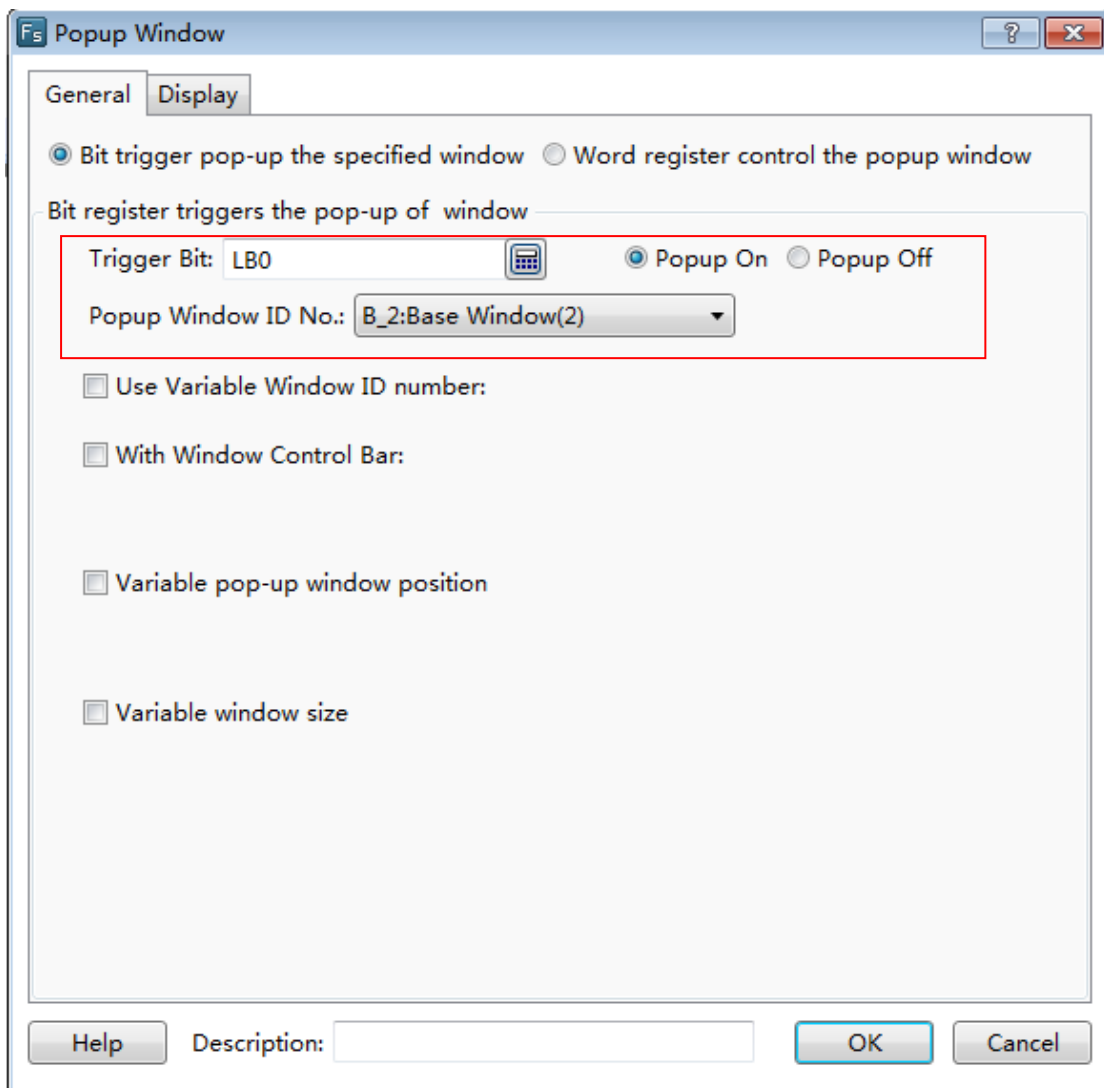 Fs Popup Window
General Display
Bit trigger pop-up the specified window Word register control the popup window
Bit register triggers the pop-up of window
Trigger Bit: LB0 Popup On Popup Off
Popup Window ID No.: B_2:Base Window(2)
Use Variable Window ID number:
With Window Control Bar:
Variable pop-up window position
Variable window size
Help Description: OK Cancel